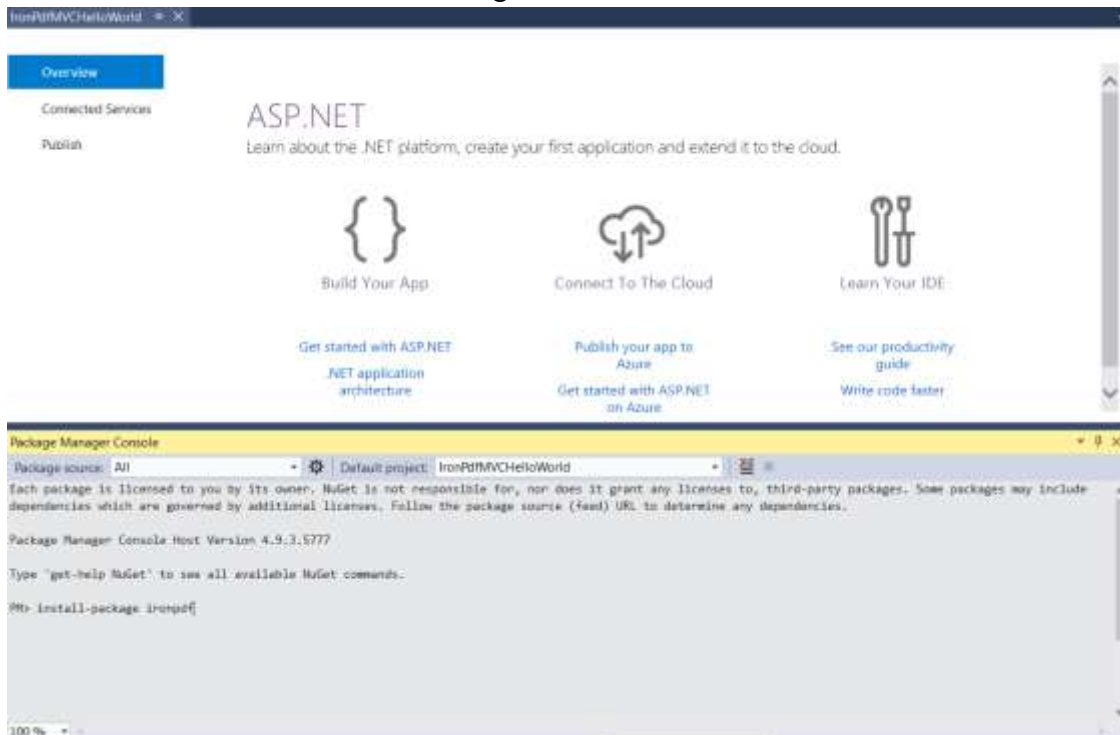 IronPdfMVCHelloWorld
Overview
Connected Services
Publish
ASP.NET
Learn about the .NET platform, create your first application and extend it to the cloud.
Build Your App
Connect To The Cloud
Learn Your IDE
Get started with ASP.NET
.NET application
architecture
Publish your app to
Azure
Get started with ASP.NET
on Azure
See our productivity
guide
Write code faster
Package Manager Console
Package source: All
Default project: IronPdfMVCHelloWorld
Each package is licensed to you by its owner. NuGet is not responsible for, nor does it grant any licenses to, third-party packages. Some packages may include
dependencies which are governed by additional licenses. Follow the package source (feed) URL to determine any dependencies.
Package Manager Console Host Version 4.9.3.5777
Type 'get-help NuGet' to see all available NuGet commands.
PM> install-package ironpdf
100 %